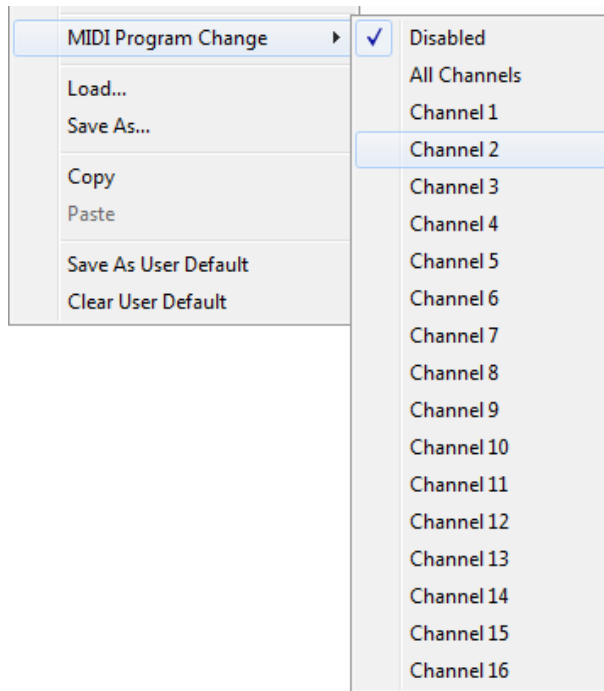 MIDI Program Change
Load...
Save As...
Copy
Paste
Save As User Default
Clear User Default
Disabled
All Channels
Channel 1
Channel 2
Channel 3
Channel 4
Channel 5
Channel 6
Channel 7
Channel 8
Channel 9
Channel 10
Channel 11
Channel 12
Channel 13
Channel 14
Channel 15
Channel 16